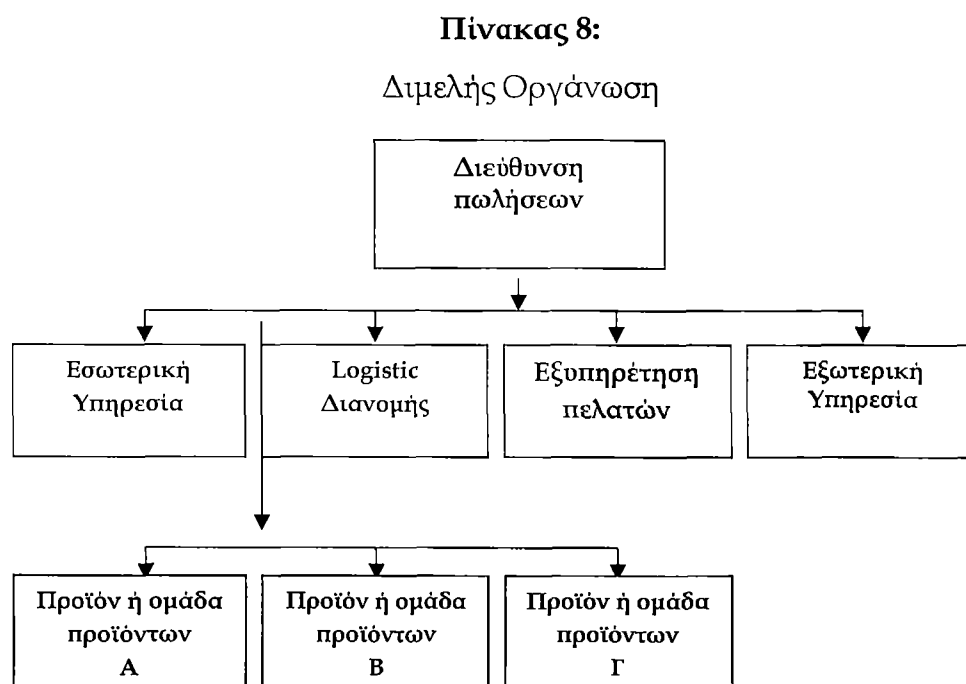 Πίνακας 8:
Διμελής Οργάνωση
Διεύθυνση
πωλήσεων
Εσωτερική
Υπηρεσία
Logistic
Διανομής
Εξυπηρέτηση
πελατών
Εξωτερική
Υπηρεσία
Προϊόν ή ομάδα
προϊόντων
Α
Προϊόν ή ομάδα
προϊόντων
Β
Προϊόν ή ομάδα
προϊόντων
Γ